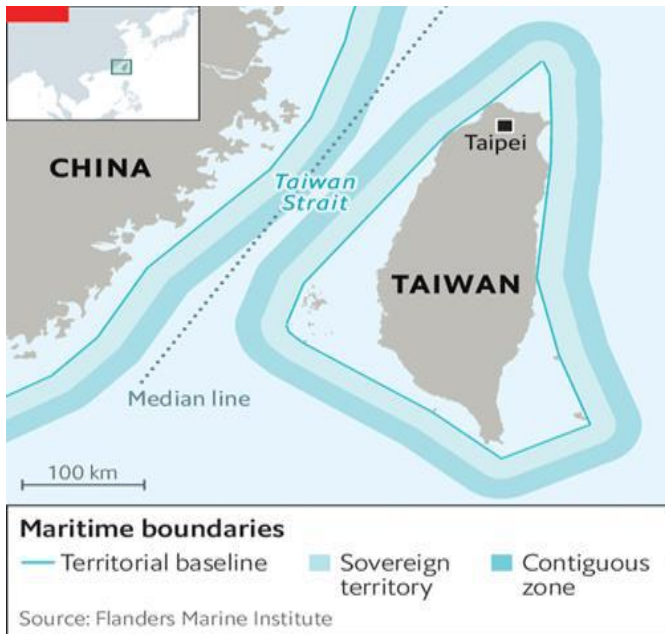 CHINA
Taiwan
Strait
Taipei
TAIWAN
Median line
100 km
Maritime boundaries
Territorial baseline
Sovereign
territory
Contiguous
zone
Source: Flanders Marine Institute